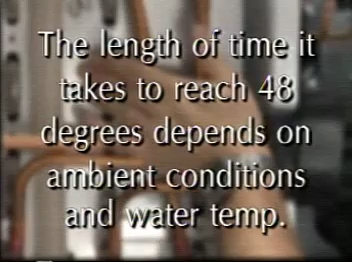 The length of time it
takes to reach 48
degrees depends on
ambient conditions
and water temp.